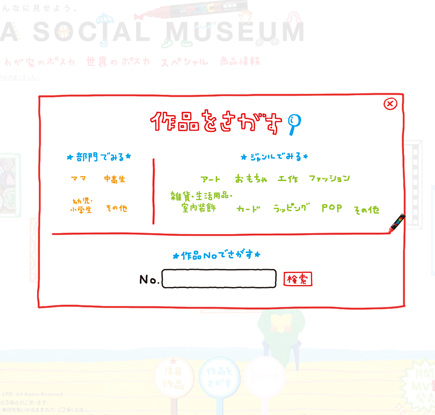 んなに見せよう。
A SOCIAL MUSEUM
わが家のポスカ 世界のポスカ スペシャル 商品情報
作品をさがす
★部門でみる★
ママ 中高生
幼児・小学生 その他
★ジャンルでみる★
アート おもちゃ 工作 ファッション
雑貨・生活用品・
室内装飾 カード ラッピング POP その他
★作品Noでさがす★
No. 検索
作品を
さがす